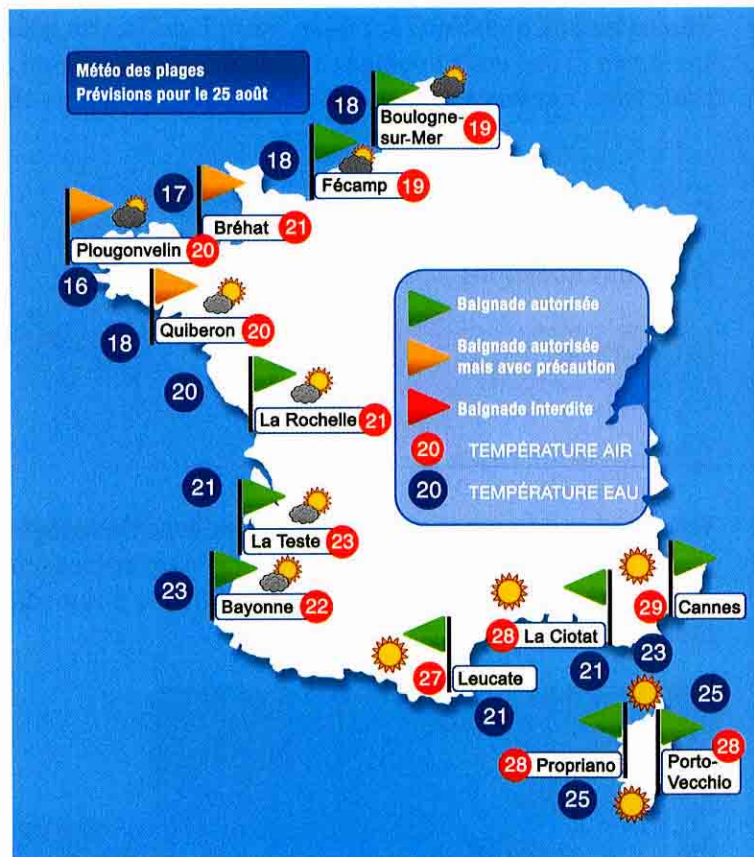 Météo des plages
Prévisions pour le 25 août
18
Boulogne-
sur-Mer
19
18
Fécamp
19
17
Bréhat
21
Plougonvelin
20
16
Quiberon
20
18
20
La Rochelle
21
21
La Teste
23
23
Bayonne
22
Baignade autorisée
Baignade autorisée
mais avec précaution
Baignade Interdite
20 TEMPÉRATURE AIR
20 TEMPÉRATURE EAU
29
Cannes
23
28
La Ciotat
21
27
Leucate
21
25
28
Propriano
25
28
Porto-
Vecchio